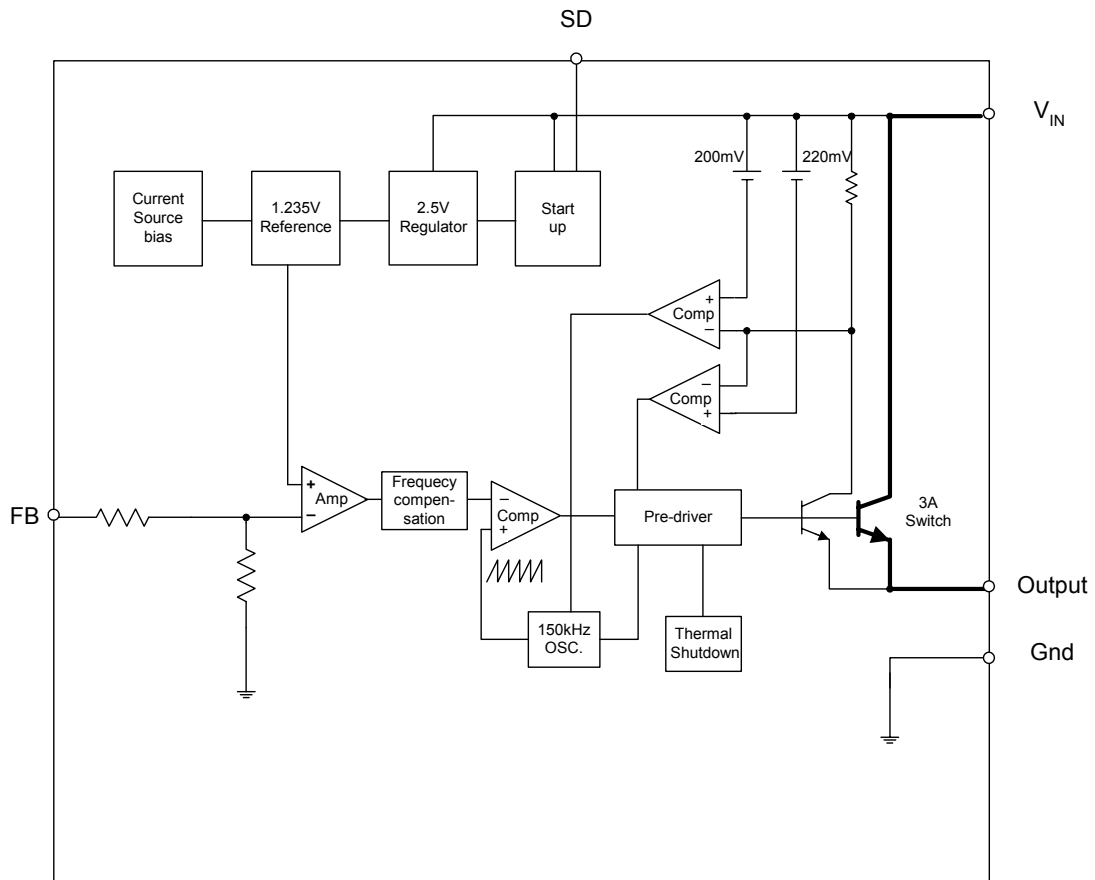 SD
V_IN
200mV
220mV
Current
Source
bias
1.235V
Reference
2.5V
Regulator
Start
up
+
Comp
−
−
Comp
+
FB
+
Amp
−
Frequecy
compen-
sation
−
Comp
+
Pre-driver
3A
Switch
Output
150kHz
OSC.
Thermal
Shutdown
Gnd